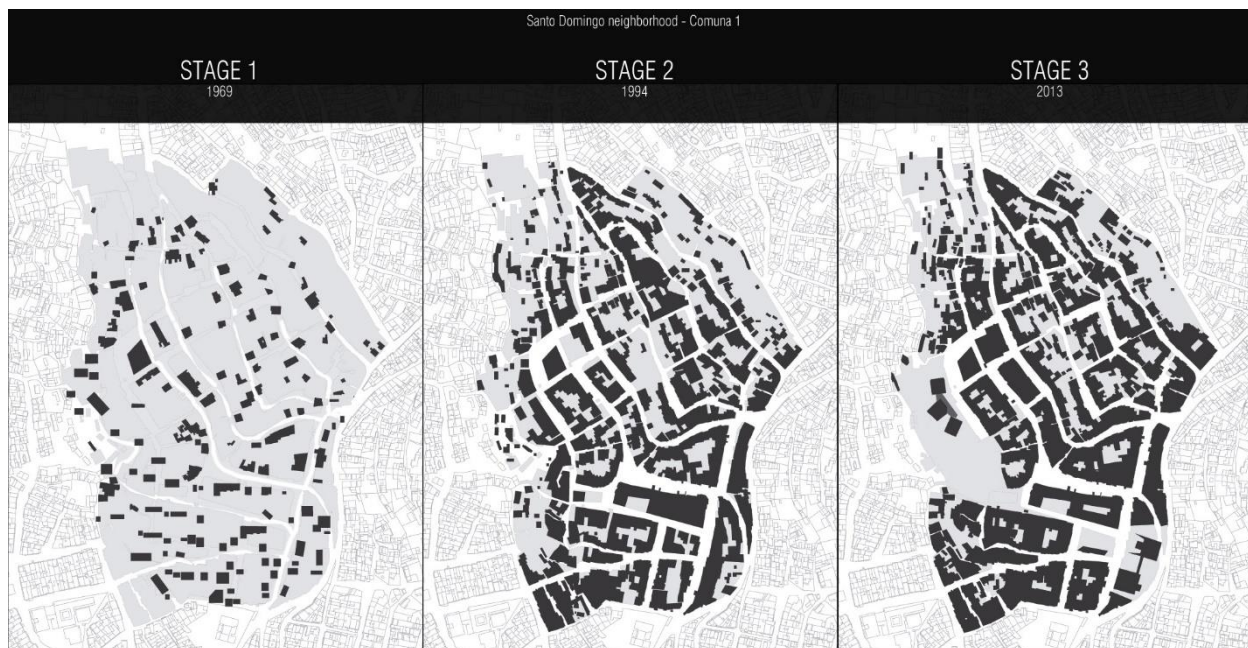 Santo Domingo neighborhood - Comuna 1
STAGE 1
1969
STAGE 2
1994
STAGE 3
2013